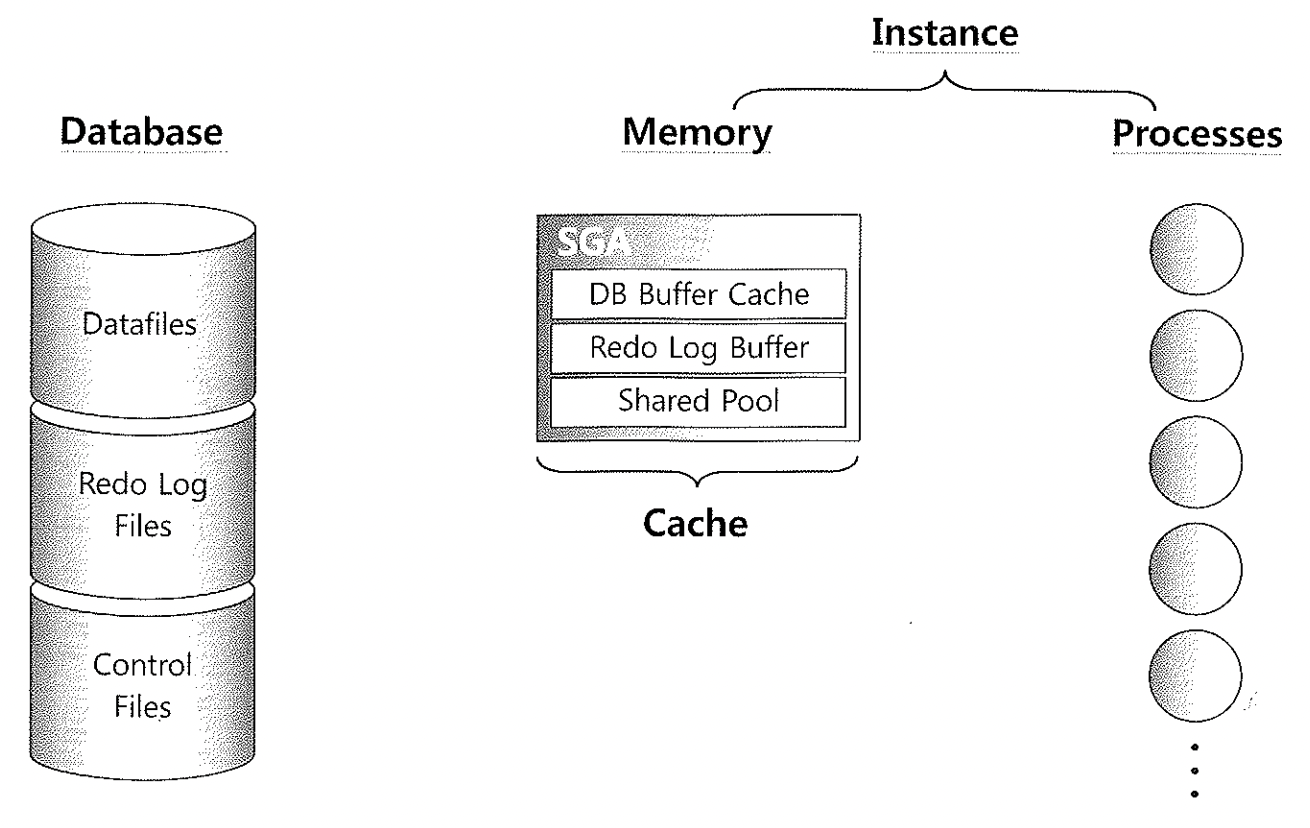 Instance
Database
Memory
Processes
SGA
DB Buffer Cache
Redo Log Buffer
Shared Pool
Cache
Datafiles
Redo Log
Files
Control
Files